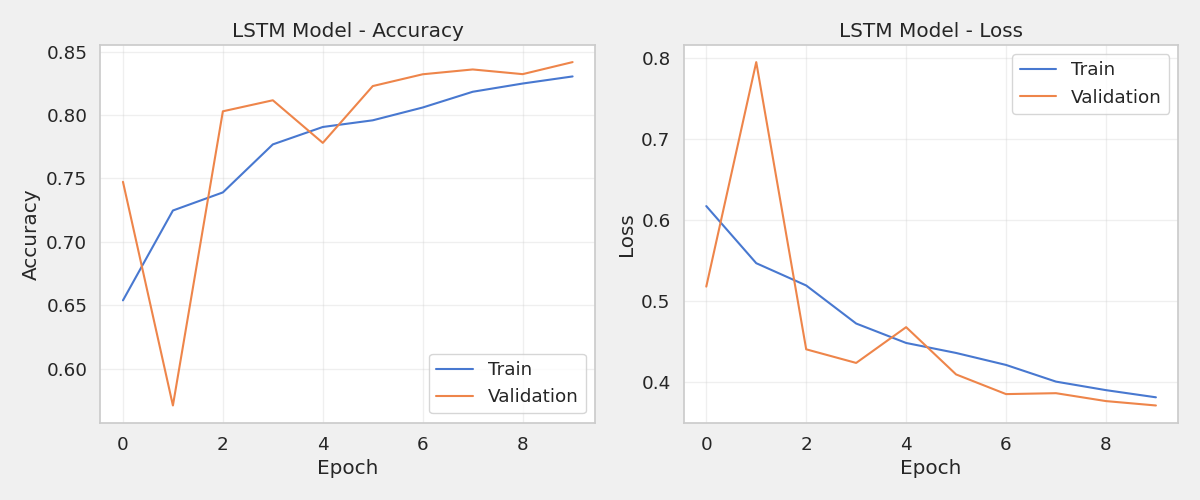 LSTM Model - Accuracy
0.85
0.80
0.75
0.70
0.65
0.60
Accuracy
0 2 4 6 8
Epoch
Train
Validation
LSTM Model - Loss
0.8
0.7
0.6
0.5
0.4
Loss
0 2 4 6 8
Epoch
Train
Validation